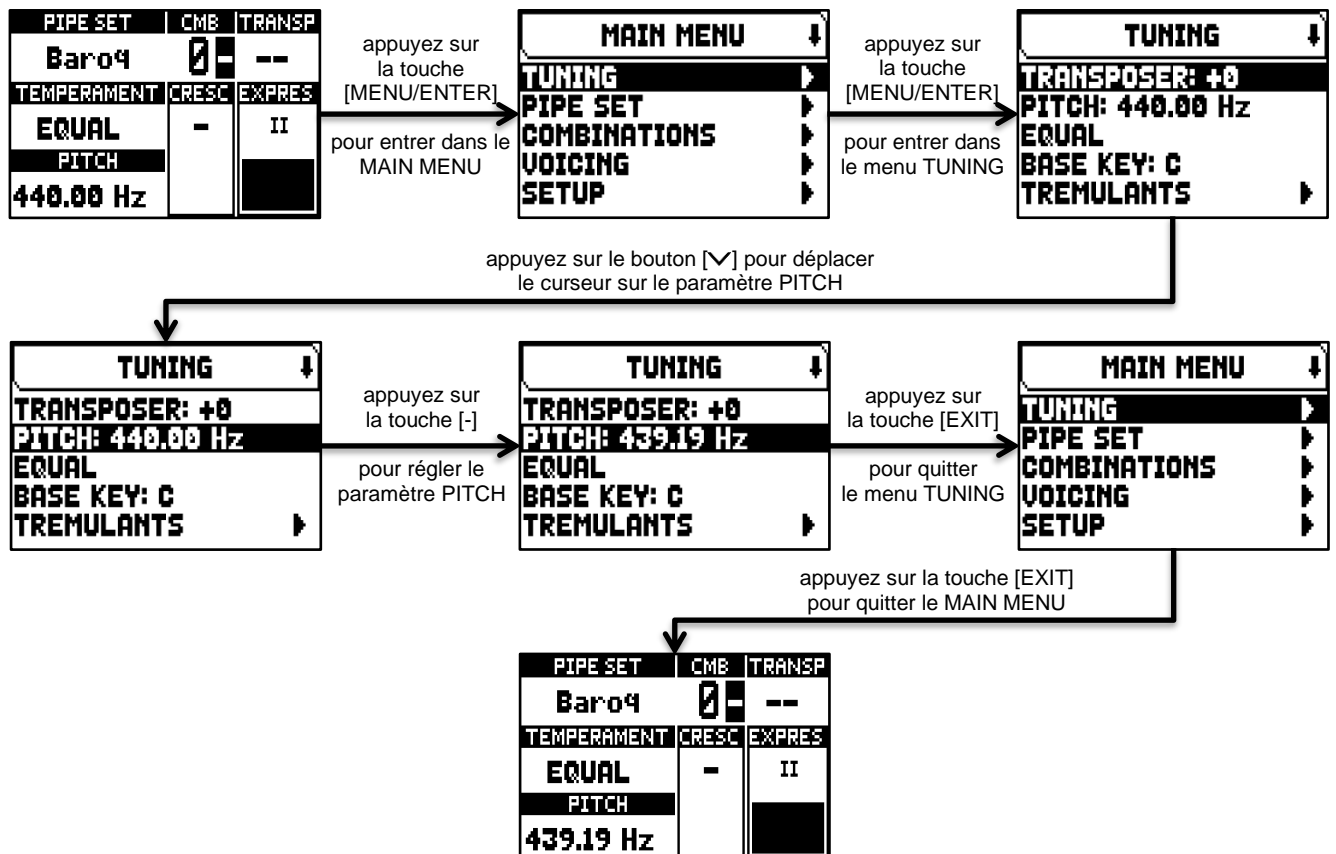 PIPE SET CMB TRANSP
Baroq 0- --
TEMPERAMENT CRESC EXPRES
EQUAL - II
PITCH
440.00 Hz
appuyez sur
la touche
[MENU/ENTER]
pour entrer dans le
MAIN MENU
MAIN MENU
TUNING
PIPE SET
COMBINATIONS
VOICING
SETUP
appuyez sur
la touche
[MENU/ENTER]
pour entrer dans
le menu TUNING
TUNING
TRANSPOSER: +0
PITCH: 440.00 Hz
EQUAL
BASE KEY: C
TREMULANTS
appuyez sur le bouton [∨] pour déplacer
le curseur sur le paramètre PITCH
TUNING
TRANSPOSER: +0
PITCH: 440.00 Hz
EQUAL
BASE KEY: C
TREMULANTS
appuyez sur
la touche [-]
pour régler le
paramètre PITCH
TUNING
TRANSPOSER: +0
PITCH: 439.19 Hz
EQUAL
BASE KEY: C
TREMULANTS
appuyez sur
la touche [EXIT]
pour quitter
le menu TUNING
MAIN MENU
TUNING
PIPE SET
COMBINATIONS
VOICING
SETUP
appuyez sur la touche [EXIT]
pour quitter le MAIN MENU
PIPE SET CMB TRANSP
Baroq 0- --
TEMPERAMENT CRESC EXPRES
EQUAL - II
PITCH
439.19 Hz